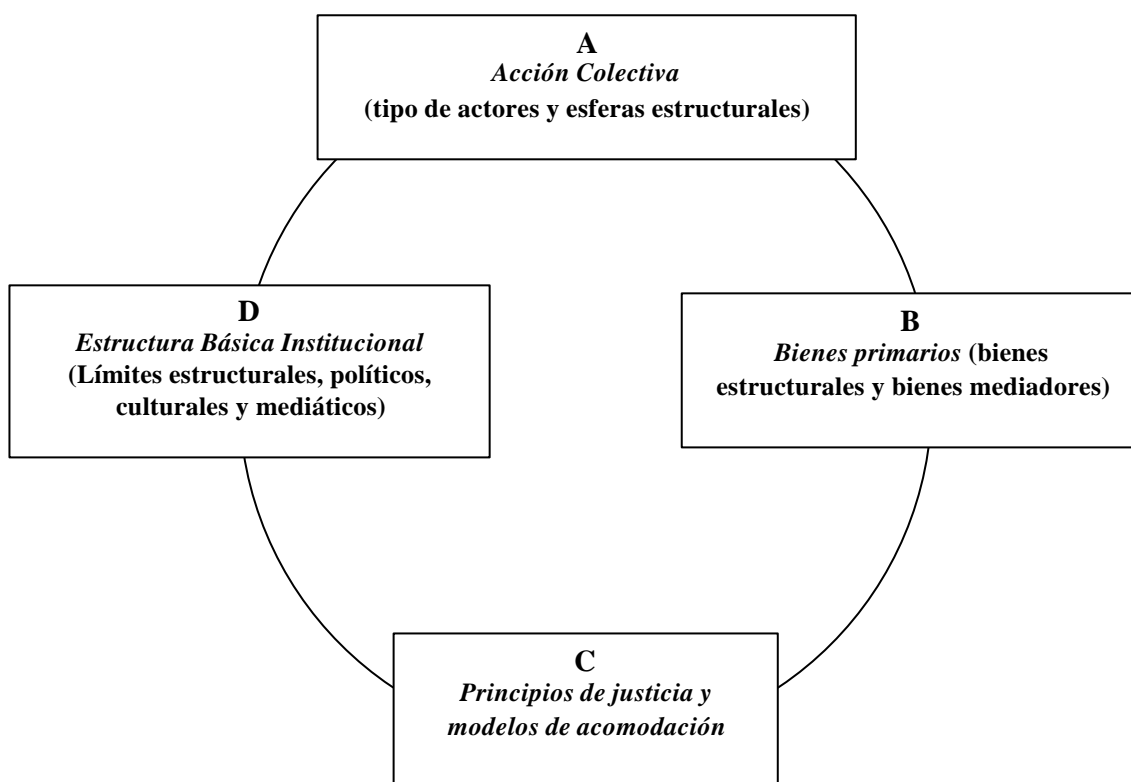 A
Acción Colectiva
(tipo de actores y esferas estructurales)
D
Estructura Básica Institucional
(Límites estructurales, políticos,
culturales y mediáticos)
B
Bienes primarios (bienes
estructurales y bienes mediadores)
C
Principios de justicia y
modelos de acomodación